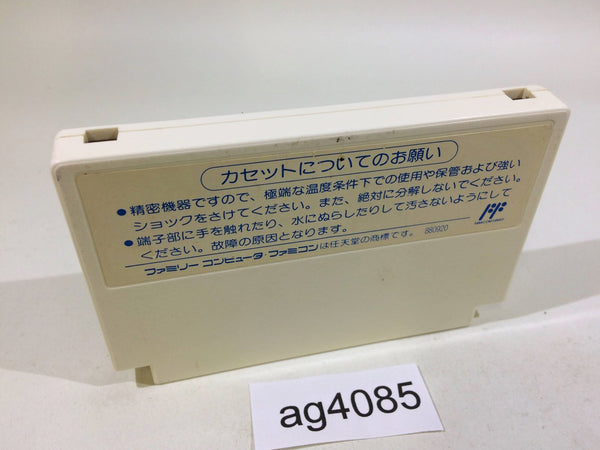 カセットについてのお願い
●精密機器ですので、極端な温度条件下での使用や保管および強い
ショックをさけてください。また、絶対に分解しないでください。
●端子部に手を触れたり、水にぬらしたりして汚さないようにして
ください。故障の原因となります。
ファミリーコンピュータ・ファミコンは任天堂の商標です。 880920
ag4085